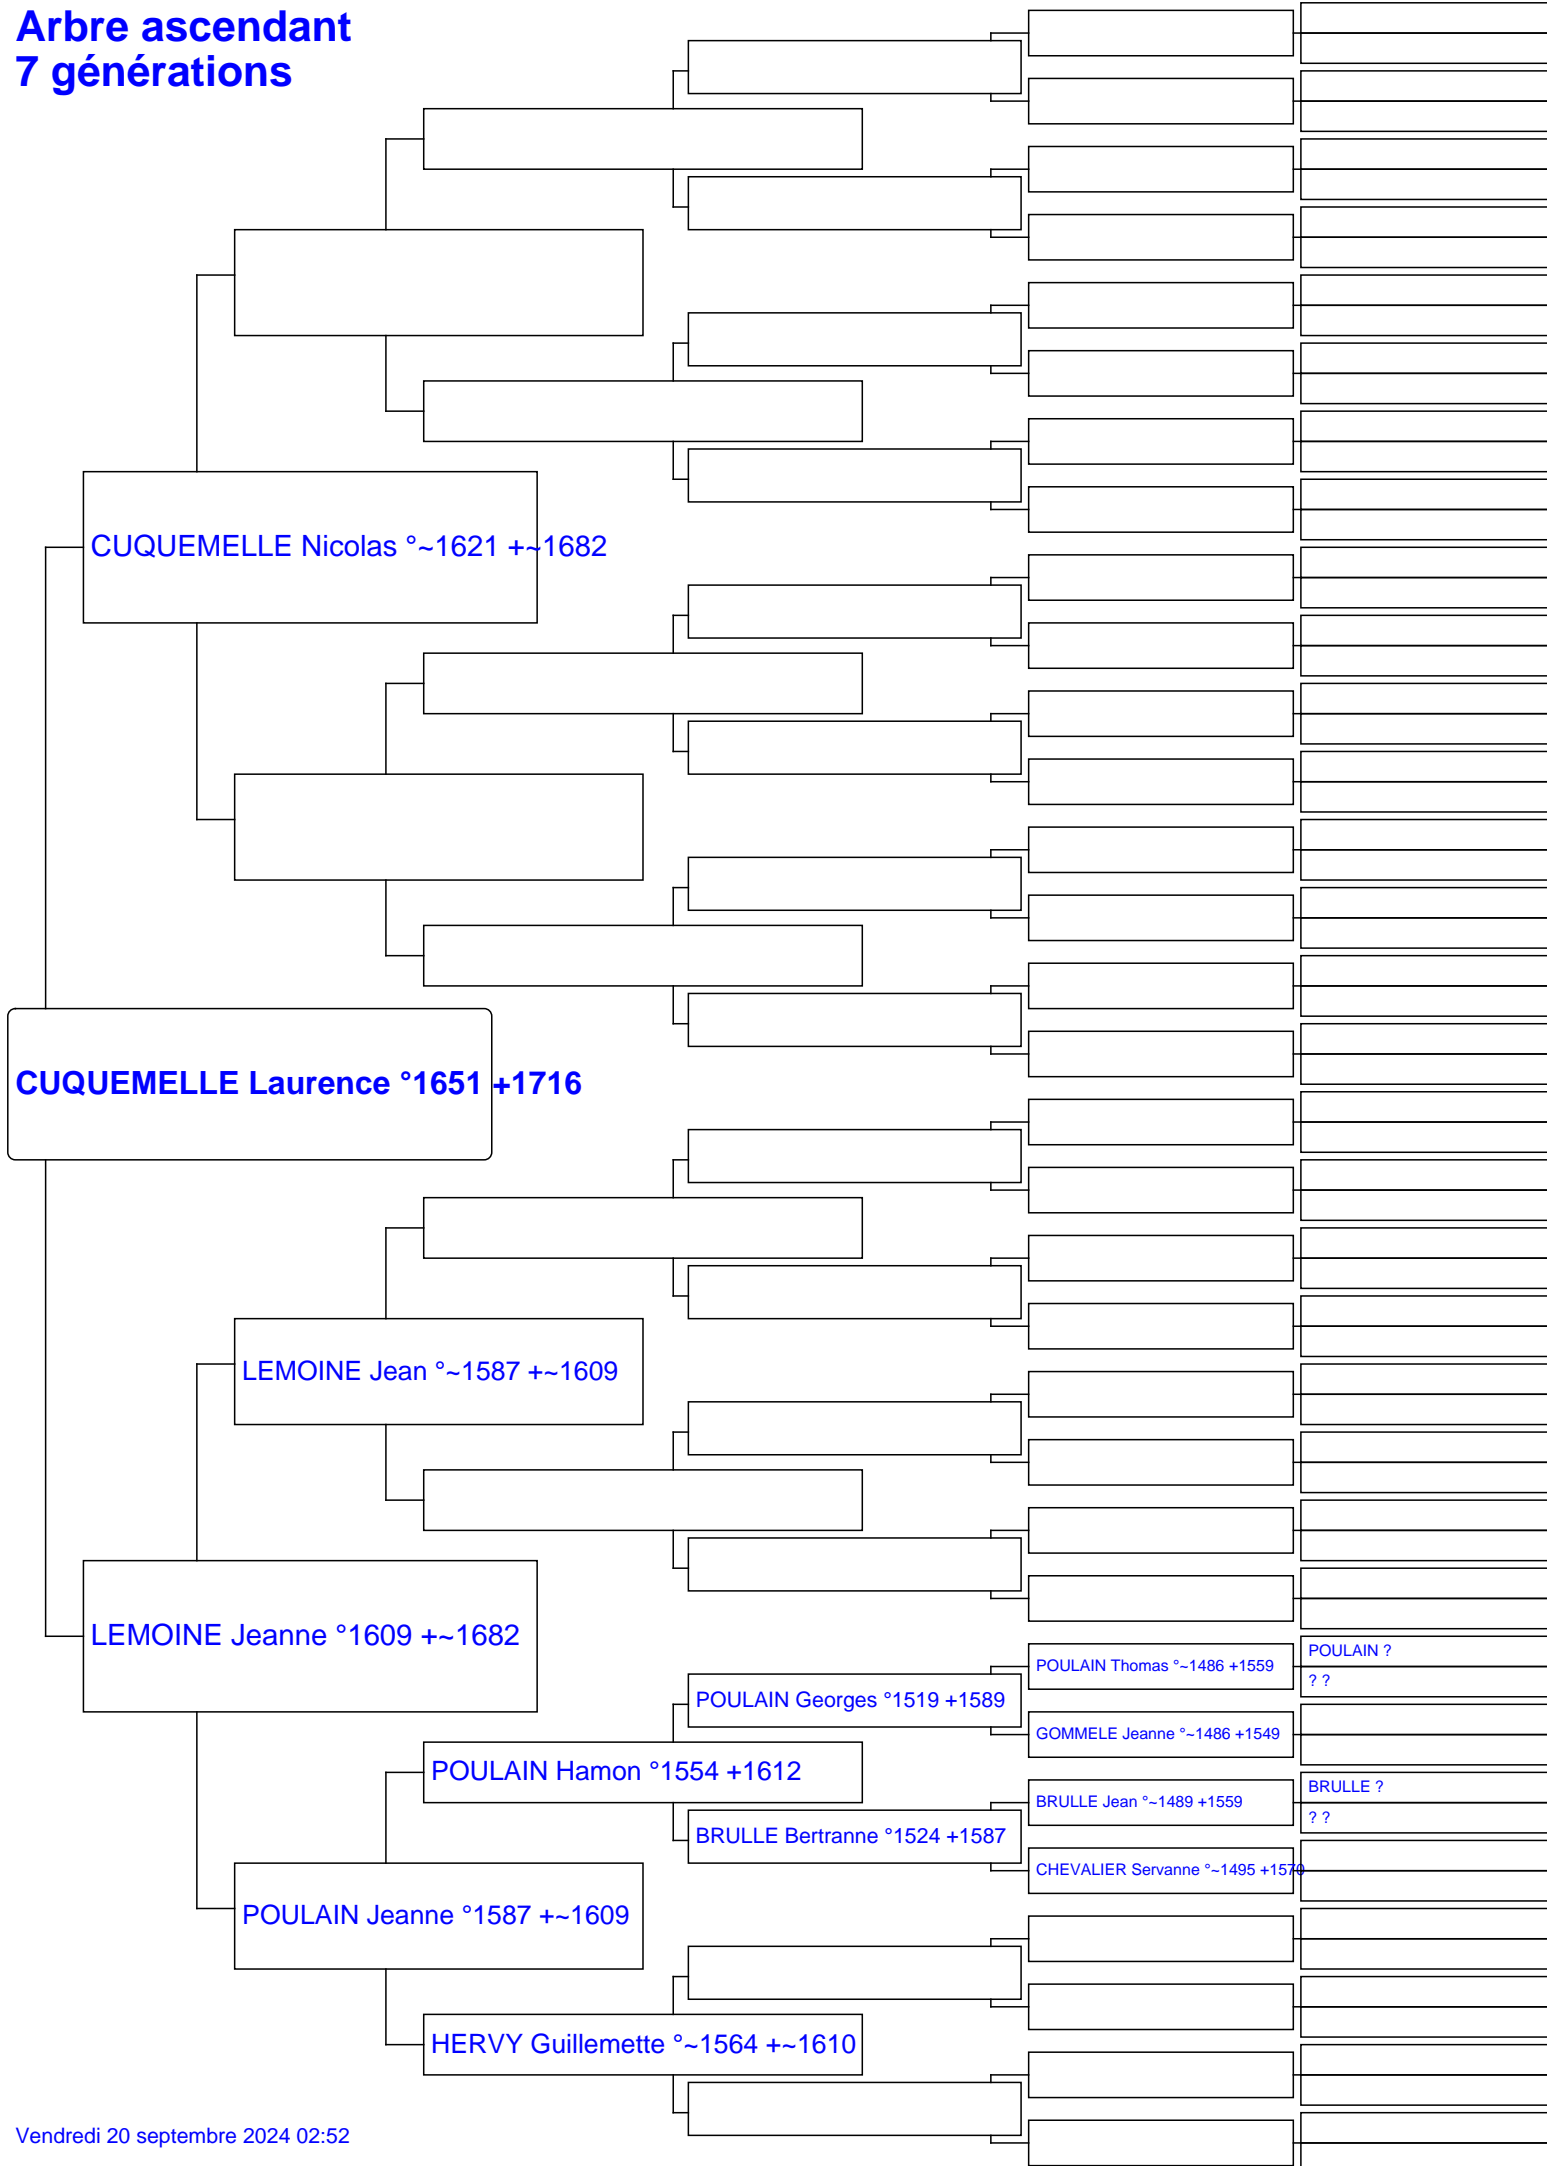 Arbre ascendant
7 générations
CUQUEMELLE Nicolas °~1621 +~1682
CUQUEMELLE Laurence °1651 +1716
LEMOINE Jean °~1587 +~1609
LEMOINE Jeanne °1609 +~1682
POULAIN ?
POULAIN Thomas °~1486 +1559
? ?
POULAIN Georges °1519 +1589
GOMMELE Jeanne °~1486 +1549
POULAIN Hamon °1554 +1612
BRULLE ?
BRULLE Jean °~1489 +1559
? ?
BRULLE Bertranne °1524 +1587
CHEVALIER Servanne °~1495 +1570
POULAIN Jeanne °1587 +~1609
HERVY Guillemette °~1564 +~1610
Vendredi 20 septembre 2024 02:52